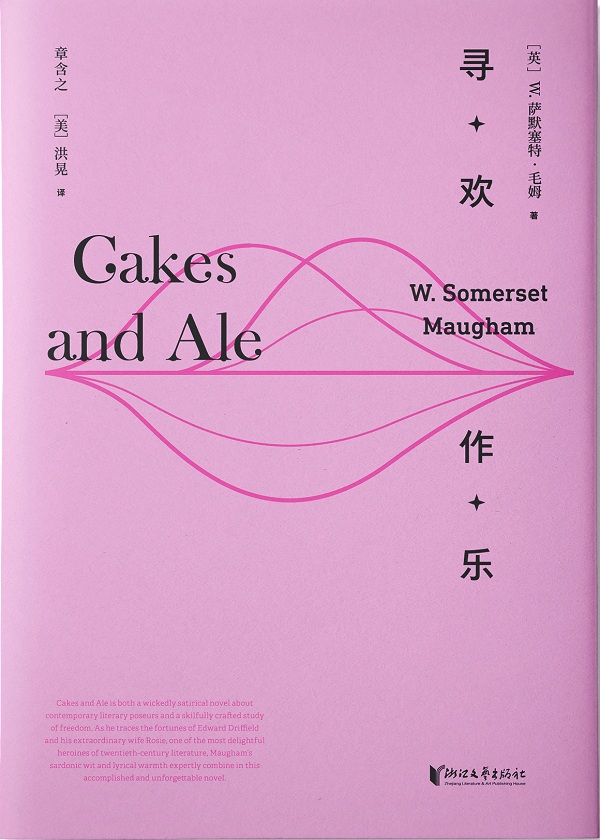 寻欢作乐
[英] W. 萨默塞特·毛姆 著
章含之 [美] 洪晃 译
Cakes
and Ale
W. Somerset
Maugham
Cakes and Ale is both a wickedly satirical novel about
contemporary literary poseurs and a skilfully crafted study
of freedom. As he traces the fortunes of Edward Driffield
and his extraordinary wife Rosie, one of the most delightful
heroines of twentieth-century literature, Maugham's
sardonic wit and lyrical warmth expertly combine in this
accomplished and unforgettable novel.
浙江文艺出版社
Zhejiang Literature & Art Publishing House